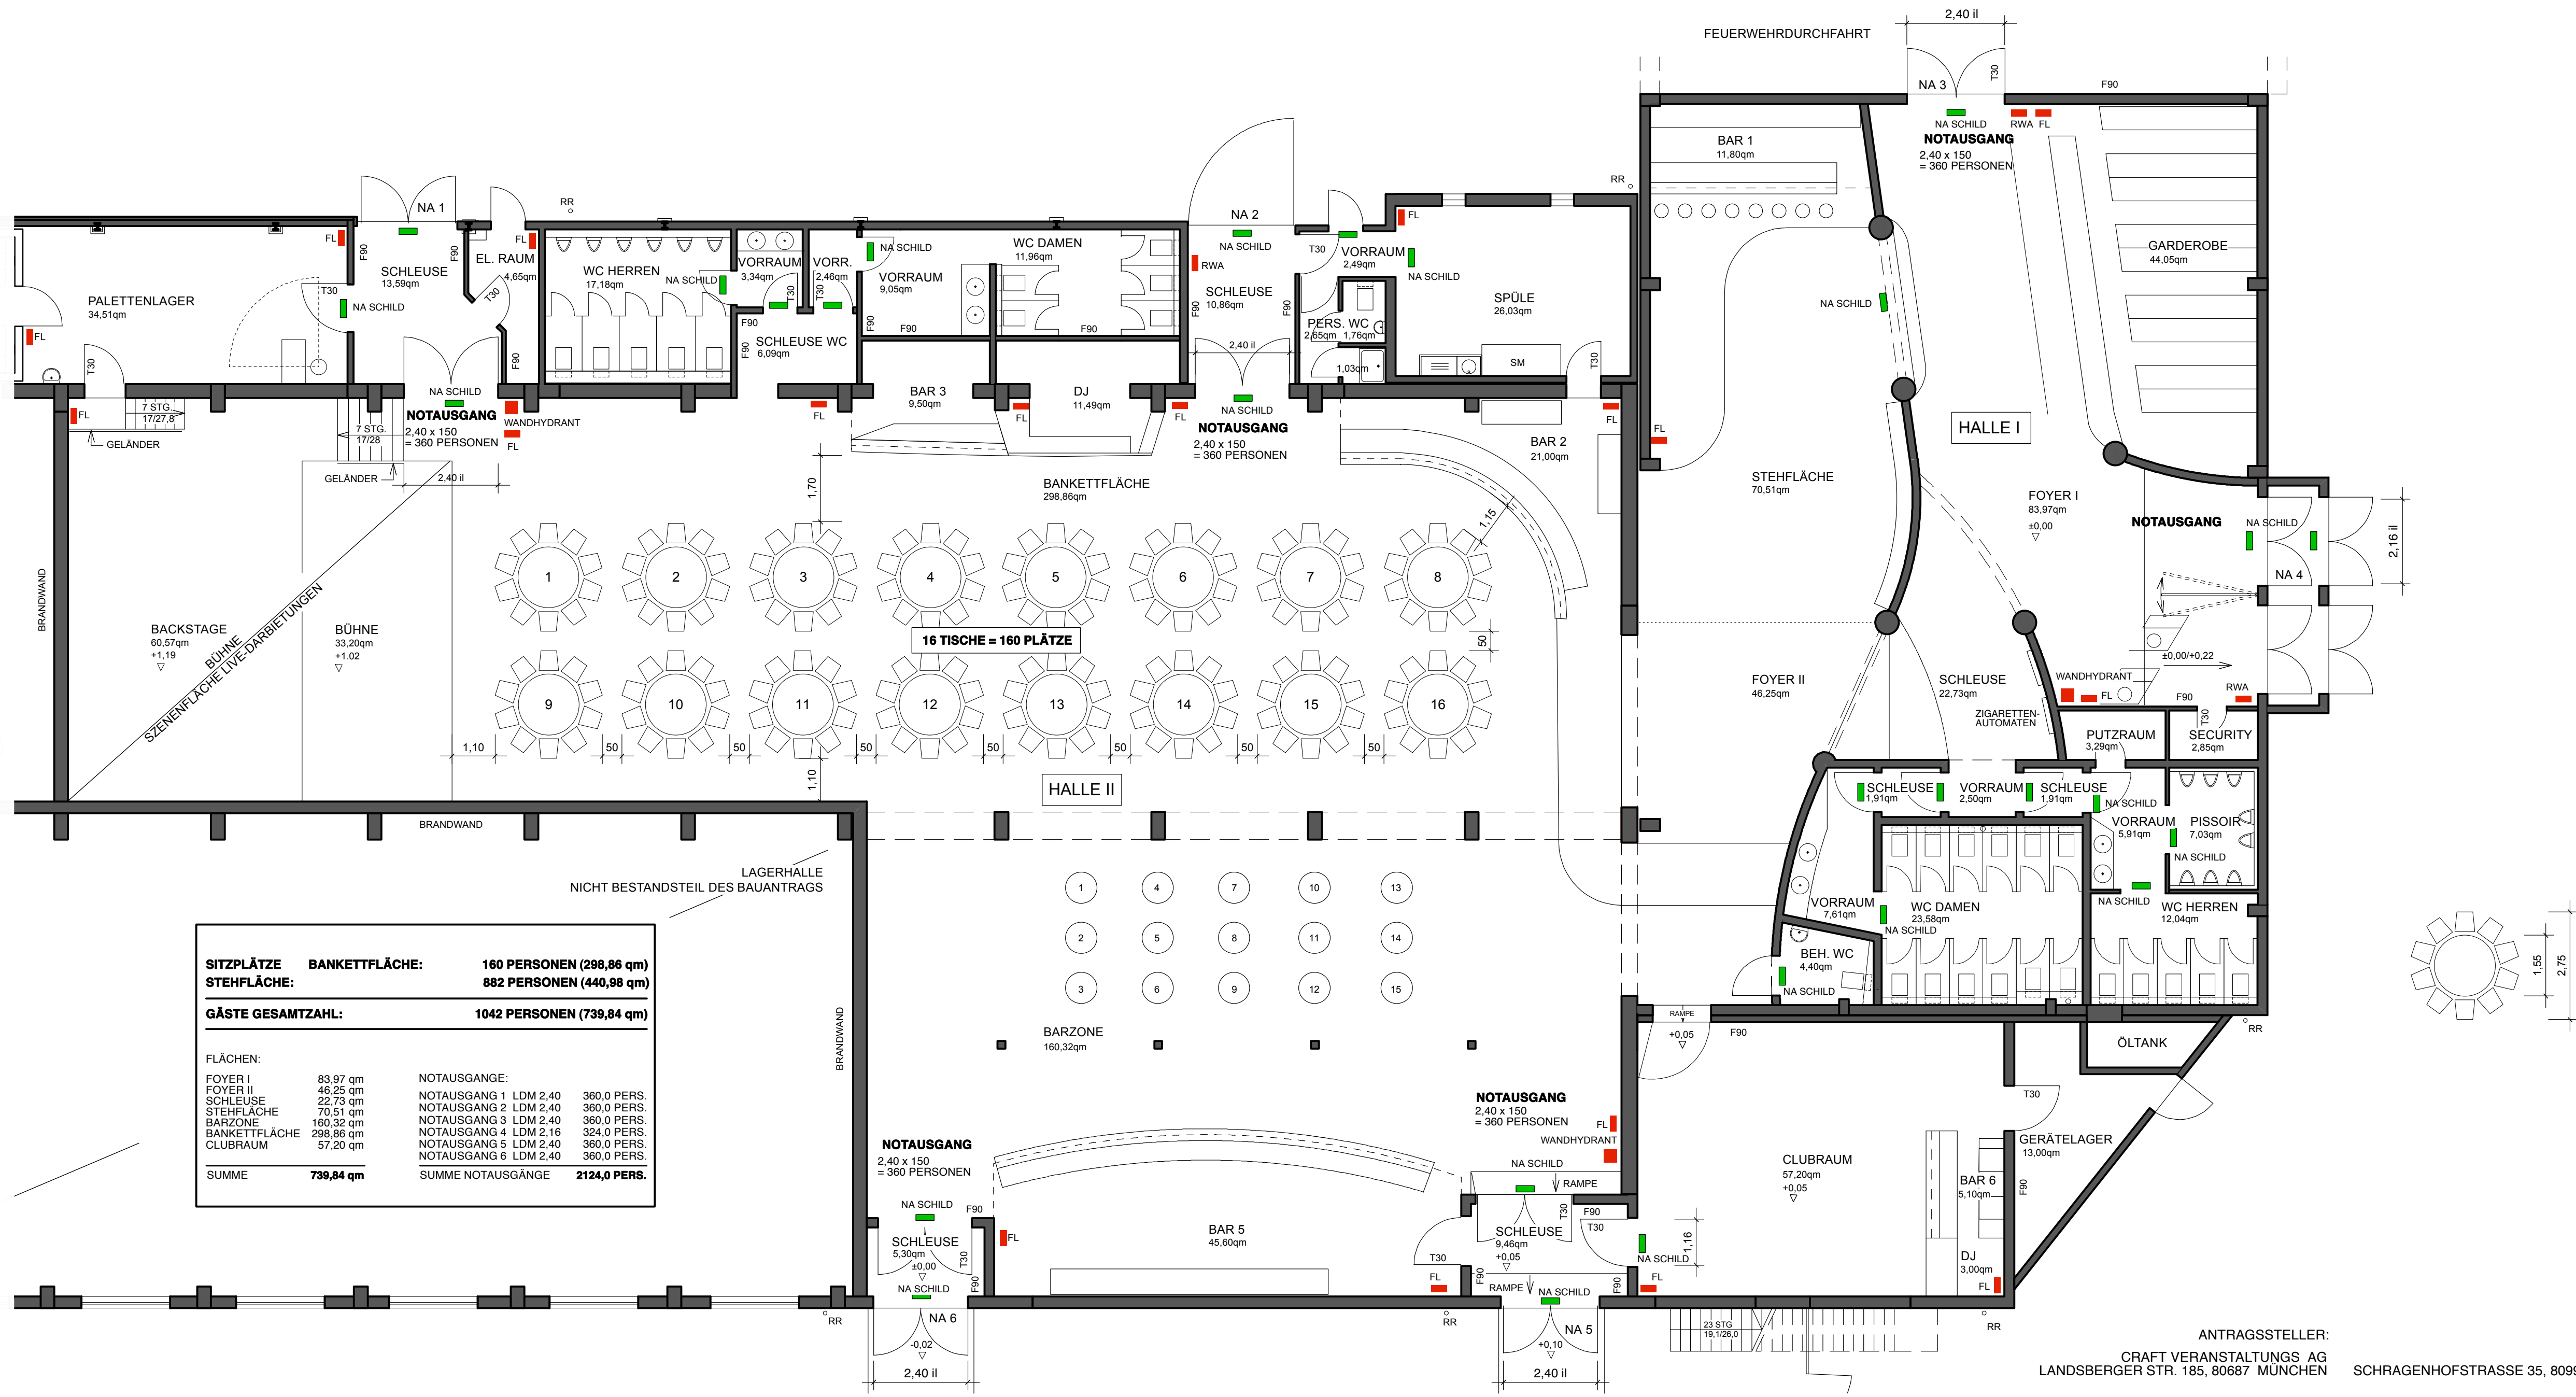 2,40 il
FEUERWEHRDURCHFAHRT
T30
NA 3
F90
NA SCHILD
RWA FL
NOTAUSGANG
2,40 x 150
= 360 PERSONEN
BAR 1
11,80qm
GARDEROBE
44,05qm
NA SCHILD
FL
HALLE I
STEHFLÄCHE
70,51qm
FOYER I
83,97qm
±0,00
NOTAUSGANG
NA SCHILD
2,16 il
NA 4
±0,00/+0,22
WANDHYDRANT
FL
F90
RWA
T30
FOYER II
46,25qm
SCHLEUSE
22,73qm
ZIGARETTEN-
AUTOMATEN
PUTZRAUM
3,29qm
SECURITY
2,85qm
SCHLEUSE
1,91qm
VORRAUM
2,50qm
SCHLEUSE
1,91qm
NA SCHILD
VORRAUM
5,91qm
PISSOIR
7,03qm
NA SCHILD
NA SCHILD
VORRAUM
7,61qm
WC DAMEN
23,58qm
NA SCHILD
WC HERREN
12,04qm
BEH. WC
4,40qm
NA SCHILD
1,55
2,75
RR
NA 1
FL
F90
SCHLEUSE
13,59qm
F90
FL
EL. RAUM
4,65qm
T30
T30
NA SCHILD
PALETTENLAGER
34,51qm
FL
T30
F90
WC HERREN
17,18qm
NA SCHILD
VORRAUM
3,34qm
T30
VORR.
2,46qm
T30
F90
F90
SCHLEUSE WC
6,09qm
NA SCHILD
VORRAUM
9,05qm
F90
F90
WC DAMEN
11,96qm
F90
NA 2
NA SCHILD
RWA
SCHLEUSE
10,86qm
F90
F90
2,40 il
T30
VORRAUM
2,49qm
FL
NA SCHILD
RR
PERS. WC
2,65qm 1,76qm
1,03qm
SPÜLE
26,03qm
SM
T30
FL
7 STG.
17/27,8
GELÄNDER
7 STG.
17/28
GELÄNDER
NA SCHILD
NOTAUSGANG
2,40 x 150
= 360 PERSONEN
2,40 il
WANDHYDRANT
FL
FL
BAR 3
9,50qm
DJ
11,49qm
FL
FL
NA SCHILD
NOTAUSGANG
2,40 x 150
= 360 PERSONEN
BAR 2
21,00qm
FL
1,70
BANKETTFLÄCHE
298,86qm
1,15
1
2
3
4
5
6
7
8
BRANDWAND
BACKSTAGE
60,57qm
+1,19
BÜHNE
SZENENFLÄCHE LIVE-DARBIETUNGEN
BÜHNE
33,20qm
+1.02
16 TISCHE = 160 PLÄTZE
50
9
10
11
12
13
14
15
16
1,10
50
50
50
50
50
50
50
1,10
HALLE II
BRANDWAND
LAGERHALLE
NICHT BESTANDSTEIL DES BAUANTRAGS
BRANDWAND
1
4
7
10
13
2
5
8
11
14
3
6
9
12
15
BARZONE
160,32qm
SITZPLÄTZE BANKETTFLÄCHE: 160 PERSONEN (298,86 qm)
STEHFLÄCHE: 882 PERSONEN (440,98 qm)
GÄSTE GESAMTZAHL: 1042 PERSONEN (739,84 qm)
FLÄCHEN:
FOYER I 83,97 qm
FOYER II 46,25 qm
SCHLEUSE 22,73 qm
STEHFLÄCHE 70,51 qm
BARZONE 160,32 qm
BANKETTFLÄCHE 298,86 qm
CLUBRAUM 57,20 qm
SUMME 739,84 qm
NOTAUSGANGE:
NOTAUSGANG 1 LDM 2,40 360,0 PERS.
NOTAUSGANG 2 LDM 2,40 360,0 PERS.
NOTAUSGANG 3 LDM 2,40 360,0 PERS.
NOTAUSGANG 4 LDM 2,16 324,0 PERS.
NOTAUSGANG 5 LDM 2,40 360,0 PERS.
NOTAUSGANG 6 LDM 2,40 360,0 PERS.
SUMME NOTAUSGÄNGE 2124,0 PERS.
NOTAUSGANG
2,40 x 150
= 360 PERSONEN
NA SCHILD
F90
SCHLEUSE
5,30qm
±0,00
T30
F90
NA SCHILD
FL
RR
NA 6
-0,02
2,40 il
BAR 5
45,60qm
NOTAUSGANG
2,40 x 150
= 360 PERSONEN
FL
WANDHYDRANT
NA SCHILD
RAMPE
T30
F90
T30
SCHLEUSE
9,46qm
+0,05
T30
FL
F90
RAMPE
NA SCHILD
F90
NA SCHILD
FL
1,16
RR
NA 5
+0,10
2,40 il
RAMPE
+0,05
F90
CLUBRAUM
57,20qm
+0,05
ÖLTANK
RR
T30
GERÄTELAGER
13,00qm
BAR 6
5,10qm
F90
DJ
3,00qm
FL
23 STG
19,1/26,0
RR
ANTRAGSSTELLER:
CRAFT VERANSTALTUNGS AG
LANDSBERGER STR. 185, 80687 MÜNCHEN SCHRAGENHOFSTRASSE 35, 8099